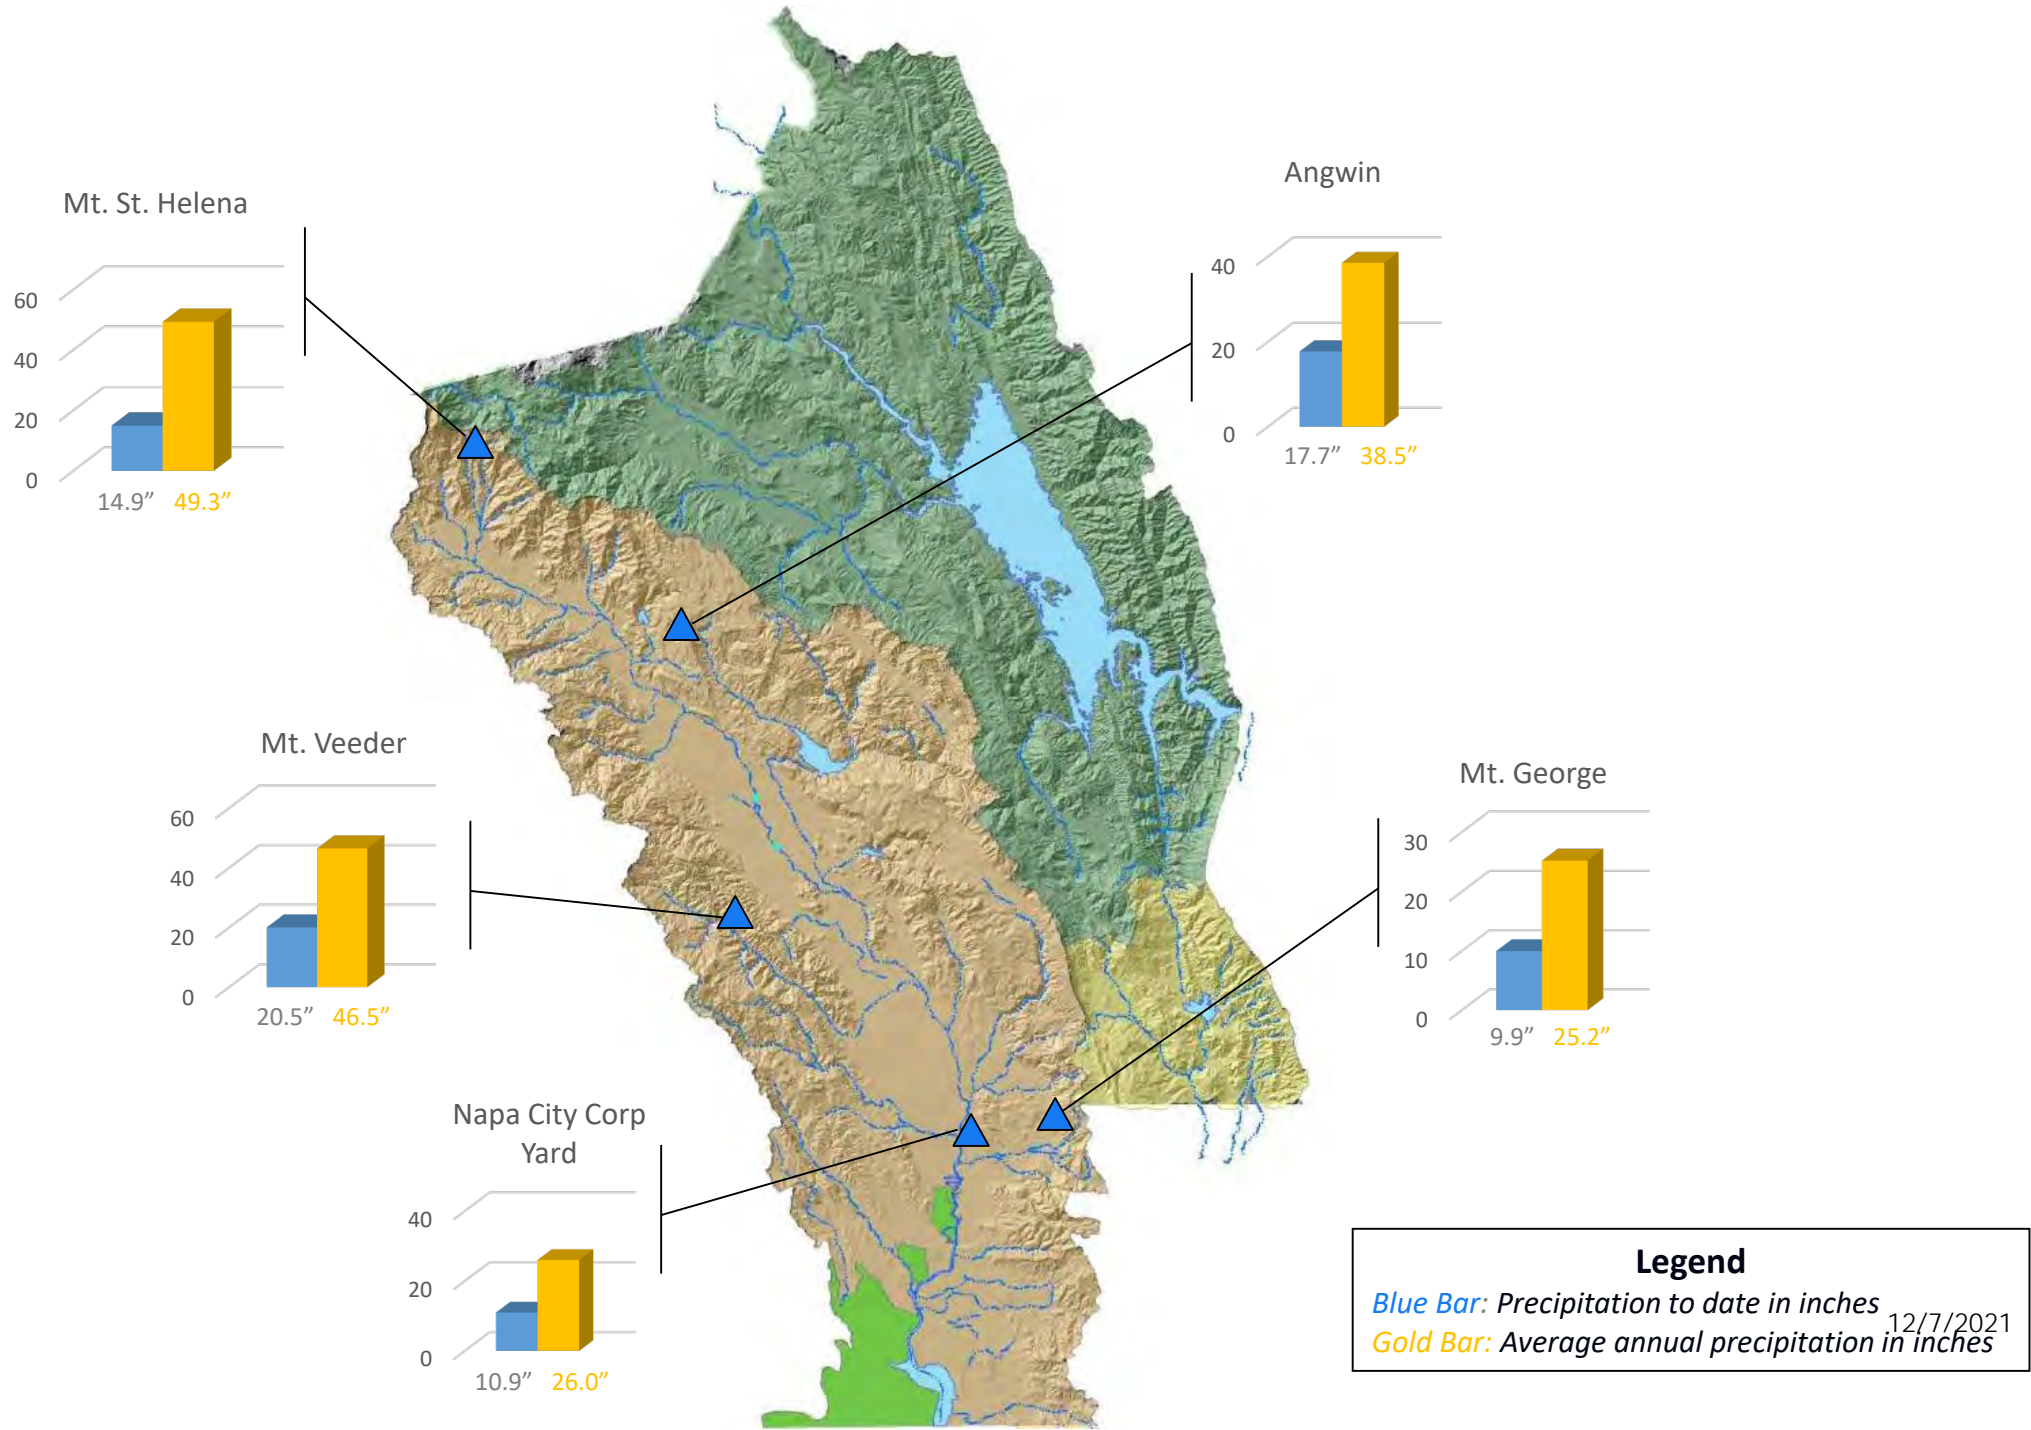 Mt. St. Helena
60
40
20
0
14.9” 49.3”
Angwin
40
20
0
17.7” 38.5”
Mt. Veeder
60
40
20
0
20.5” 46.5”
Mt. George
30
20
10
0
9.9” 25.2”
Napa City Corp
Yard
40
20
0
10.9” 26.0”
Legend
Blue Bar: Precipitation to date in inches
12/7/2021
Gold Bar: Average annual precipitation in inches